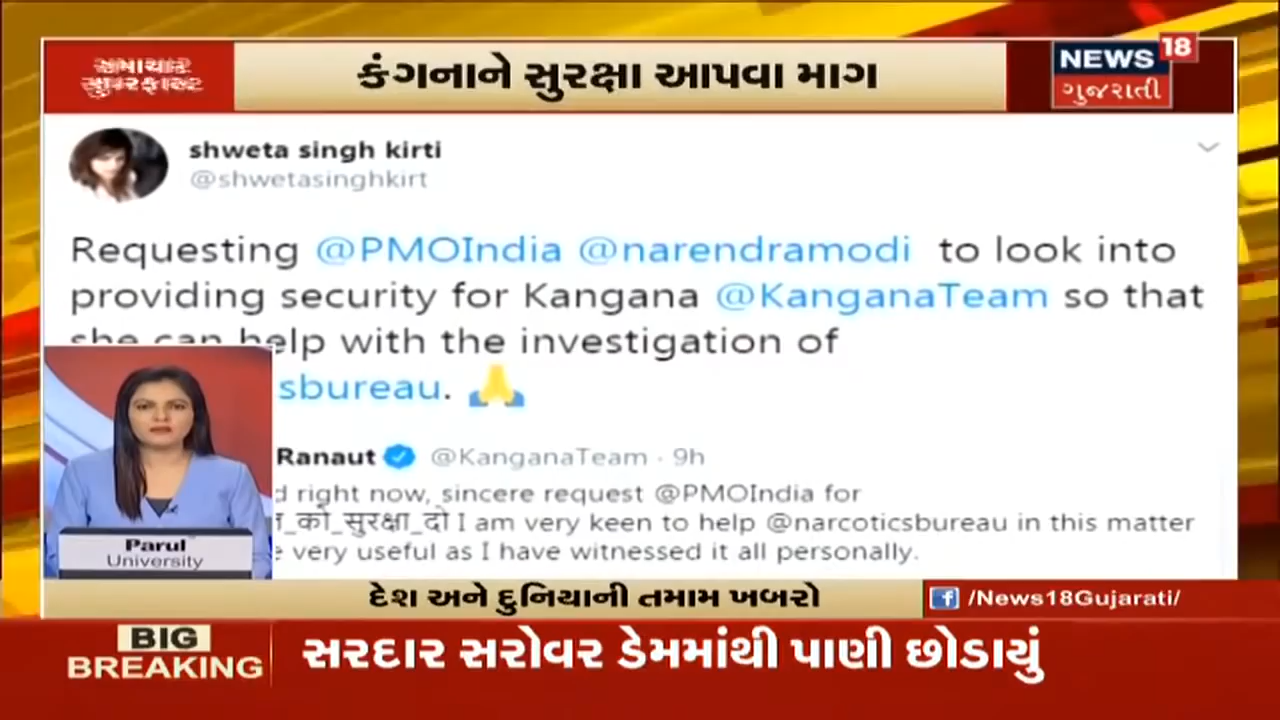 સમાચાર
સુપરફાસ્ટ
કંગનાને સુરક્ષા આપવા માગ
NEWS 18
ગુજરાતી
shweta singh kirti
@shwetasinghkirt
Requesting @PMOIndia @narendramodi to look into
providing security for Kangana @KanganaTeam so that
she can help with the investigation of
sbureau. 🙏
Ranaut @KanganaTeam · 9h
d right now, sincere request @PMOIndia for
_को_सुरक्षा_दो I am very keen to help @narcoticsbureau in this matter
very useful as I have witnessed it all personally.
Parul
University
દેશ અને દુનિયાની તમામ ખબરો
/News18Gujarati/
BIG
BREAKING
સરદાર સરોવર ડેમમાંથી પાણી છોડાયું